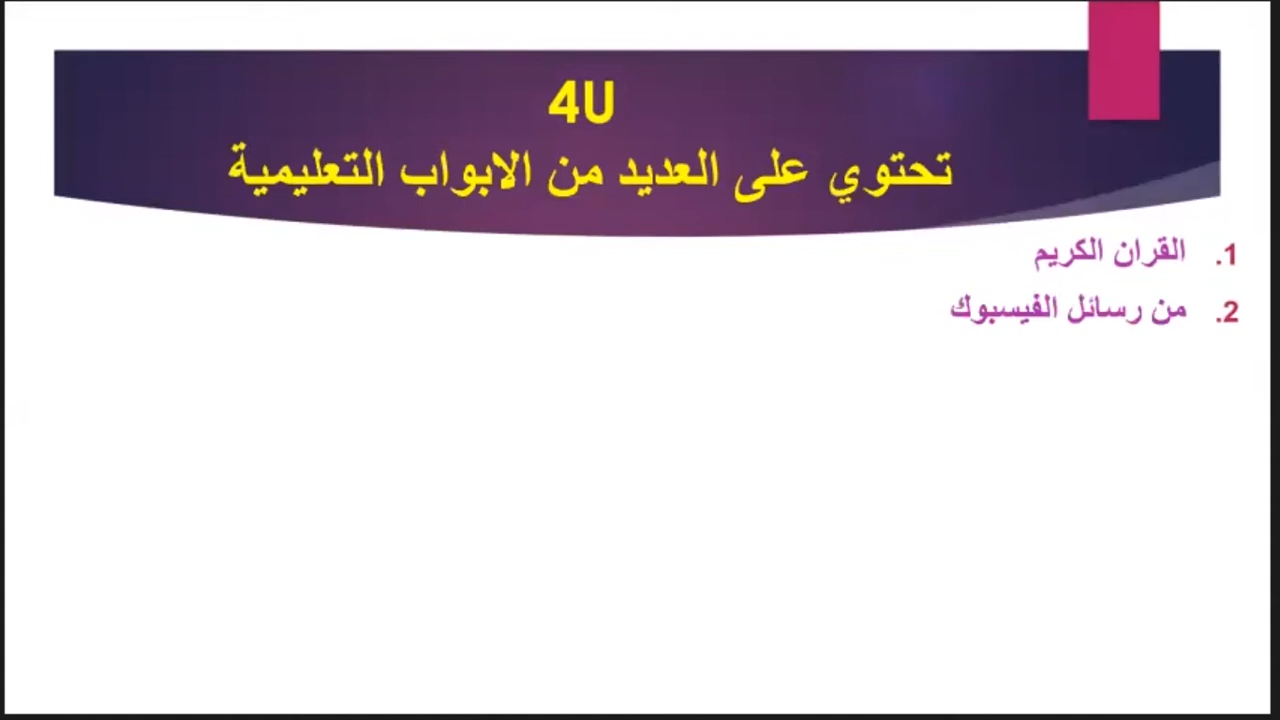 4U
تحتوي على العديد من الابواب التعليمية
1. القران الكريم
2. من رسائل الفيسبوك